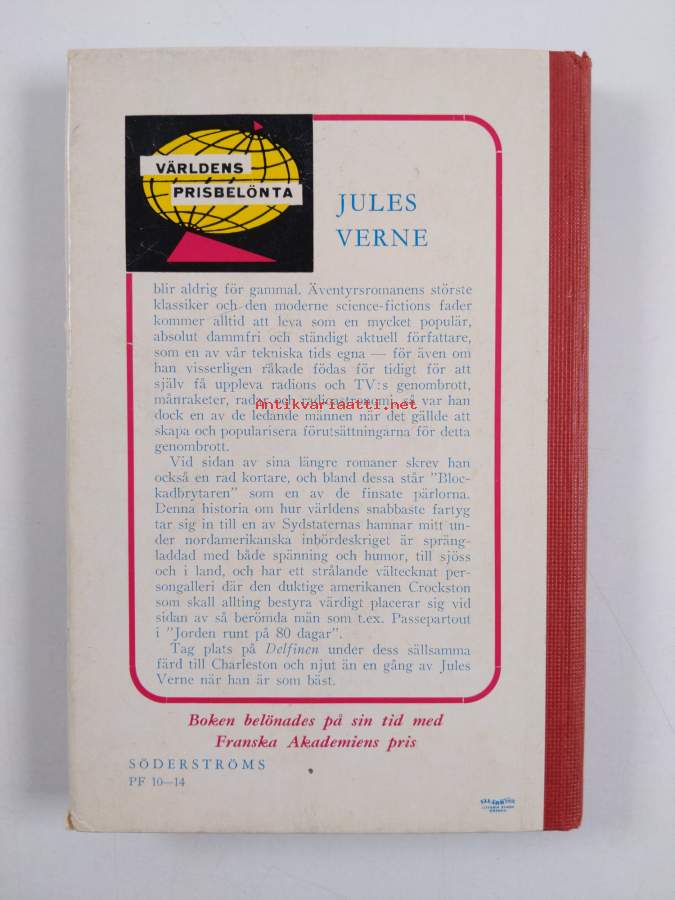 VÄRLDENS
PRISBELÖNTA
JULES
VERNE
blir aldrig för gammal. Äventyrsromanens störste
klassiker och den moderne science-fictions fader
kommer alltid att leva som en mycket populär,
absolut dammfri och ständigt aktuell författare,
som en av vår tekniska tids egna — för även om
han visserligen råkade födas för tidigt för att
själv få uppleva radions och TV:s genombrott,
månraketer, radar och radioastronomi, så var han
Antikvariaatti.net
dock en av de ledande männen när det gällde att
skapa och popularisera förutsättningarna för detta
genombrott.
Vid sidan av sina längre romaner skrev han
också en rad kortare, och bland dessa står "Bloc-
kadbrytaren" som en av de finsate pärlorna.
Denna historia om hur världens snabbaste fartyg
tar sig in till en av Sydstaternas hamnar mitt un-
der nordamerikanska inbördeskriget är spräng-
laddad med både spänning och humor, till sjöss
och i land, och har ett strålande vältecknat per-
songalleri där den duktige amerikanen Crockston
som skall allting bestyra värdigt placerar sig vid
sidan av så berömda män som t.ex. Passepartout
i "Jorden runt på 80 dagar".
Tag plats på Delfinen under dess sällsamma
färd till Charleston och njut än en gång av Jules
Verne när han är som bäst.
Boken belönades på sin tid med
Franska Akademiens pris
SÖDERSTRÖMS
PF 10—14